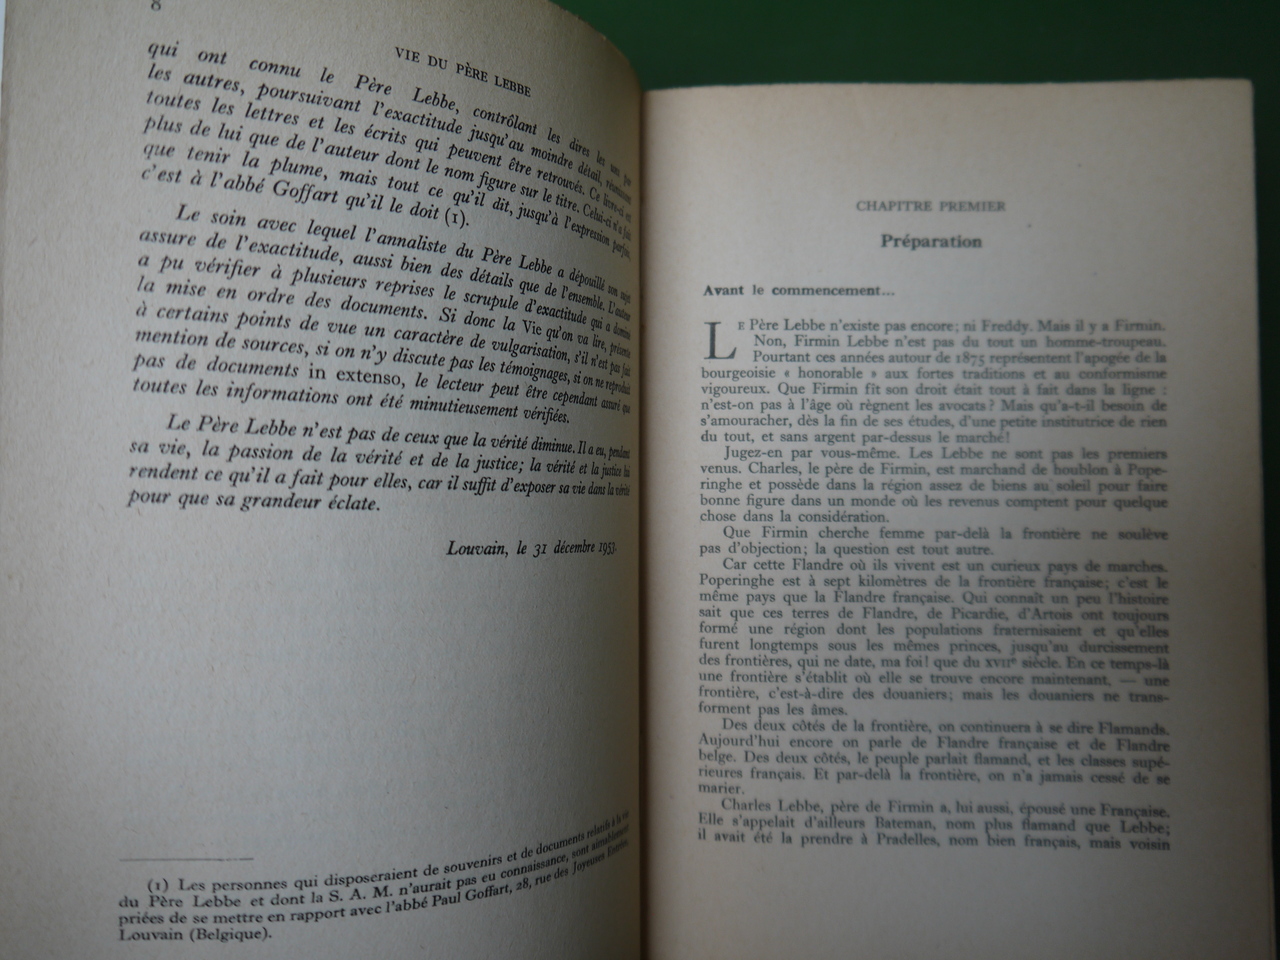 8
VIE DU PÈRE LEBBE
qui ont connu le Père Lebbe, contrôlant les dires les uns par
les autres, poursuivant l'exactitude jusqu'au moindre détail, réunissant
toutes les lettres et les écrits qui peuvent être retrouvés. Ce livre-ci est
plus de lui que de l'auteur dont le nom figure sur le titre. Celui-ci n'a fait
que tenir la plume, mais tout ce qu'il dit, jusqu'à l'expression parfois,
c'est à l'abbé Goffart qu'il le doit (1).
Le soin avec lequel l'annaliste du Père Lebbe a dépouillé son sujet
assure de l'exactitude, aussi bien des détails que de l'ensemble. L'auteur
a pu vérifier à plusieurs reprises le scrupule d'exactitude qui a dominé
la mise en ordre des documents. Si donc la Vie qu'on va lire, présente
à certains points de vue un caractère de vulgarisation, s'il n'est pas fait
mention de sources, si on n'y discute pas les témoignages, si on ne reproduit
pas de documents in extenso, le lecteur peut être cependant assuré que
toutes les informations ont été minutieusement vérifiées.
Le Père Lebbe n'est pas de ceux que la vérité diminue. Il a eu, pendant
sa vie, la passion de la vérité et de la justice; la vérité et la justice lui
rendent ce qu'il a fait pour elles, car il suffit d'exposer sa vie dans la vérité
pour que sa grandeur éclate.
Louvain, le 31 décembre 1953.
(1) Les personnes qui disposeraient de souvenirs et de documents relatifs à la vie
du Père Lebbe et dont la S. A. M. n'aurait pas eu connaissance, sont aimablement
priées de se mettre en rapport avec l'abbé Paul Goffart, 28, rue des Joyeuses Entrées,
Louvain (Belgique).
CHAPITRE PREMIER
Préparation
Avant le commencement...
LE Père Lebbe n'existe pas encore; ni Freddy. Mais il y a Firmin.
Non, Firmin Lebbe n'est pas du tout un homme-troupeau.
Pourtant ces années autour de 1875 représentent l'apogée de la
bourgeoisie « honorable » aux fortes traditions et au conformisme
vigoureux. Que Firmin fît son droit était tout à fait dans la ligne :
n'est-on pas à l'âge où règnent les avocats? Mais qu'a-t-il besoin de
s'amouracher, dès la fin de ses études, d'une petite institutrice de rien
du tout, et sans argent par-dessus le marché!
Jugez-en par vous-même. Les Lebbe ne sont pas les premiers
venus. Charles, le père de Firmin, est marchand de houblon à Pope-
ringhe et possède dans la région assez de biens au soleil pour faire
bonne figure dans un monde où les revenus comptent pour quelque
chose dans la considération.
Que Firmin cherche femme par-delà la frontière ne soulève
pas d'objection; la question est tout autre.
Car cette Flandre où ils vivent est un curieux pays de marches.
Poperinghe est à sept kilomètres de la frontière française; c'est le
même pays que la Flandre française. Qui connaît un peu l'histoire
sait que ces terres de Flandre, de Picardie, d'Artois ont toujours
formé une région dont les populations fraternisaient et qu'elles
furent longtemps sous les mêmes princes, jusqu'au durcissement
des frontières, qui ne date, ma foi! que du XVIIe siècle. En ce temps-là
une frontière s'établit où elle se trouve encore maintenant, — une
frontière, c'est-à-dire des douaniers; mais les douaniers ne trans-
forment pas les âmes.
Des deux côtés de la frontière, on continuera à se dire Flamands.
Aujourd'hui encore on parle de Flandre française et de Flandre
belge. Des deux côtés, le peuple parlait flamand, et les classes supé-
rieures français. Et par-delà la frontière, on n'a jamais cessé de se
marier.
Charles Lebbe, père de Firmin a, lui aussi, épousé une Française.
Elle s'appelait d'ailleurs Bateman, nom plus flamand que Lebbe;
il avait été la prendre à Pradelles, nom bien français, mais voisin